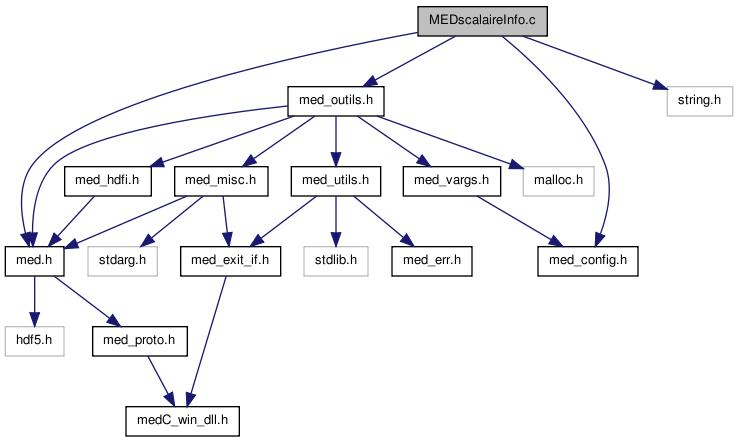 MEDscalaireInfo.c
med_outils.h
string.h
med_hdfi.h
med_misc.h
med_utils.h
med_vargs.h
malloc.h
med.h
stdarg.h
med_exit_if.h
stdlib.h
med_err.h
med_config.h
hdf5.h
med_proto.h
medC_win_dll.h